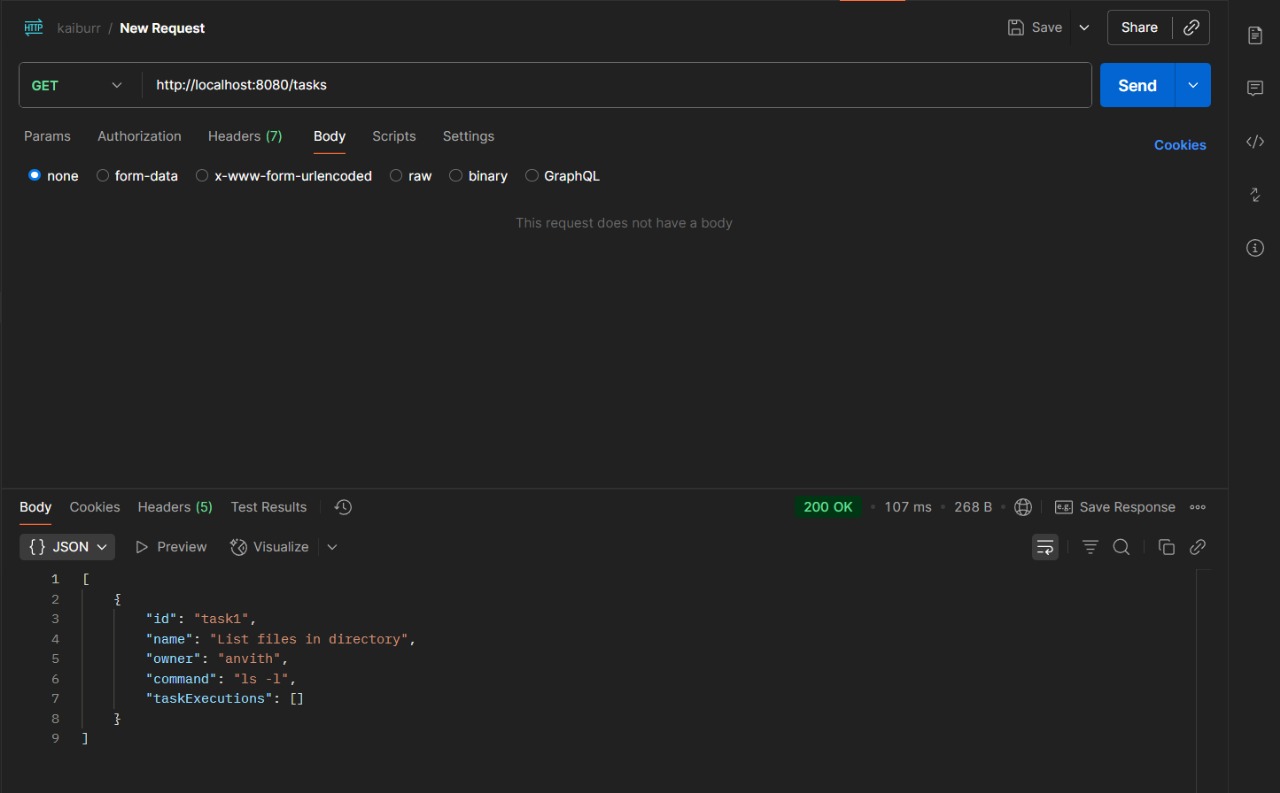 HTTP kaiburr / New Request Save Share
GET http://localhost:8080/tasks Send
Params Authorization Headers (7) Body Scripts Settings Cookies
none form-data x-www-form-urlencoded raw binary GraphQL
This request does not have a body
Body Cookies Headers (5) Test Results 200 OK • 107 ms • 268 B • e.g. Save Response
{} JSON Preview Visualize
1 [
2 {
3 "id": "task1",
4 "name": "List files in directory",
5 "owner": "anvith",
6 "command": "ls -l",
7 "taskExecutions": []
8 }
9 ]